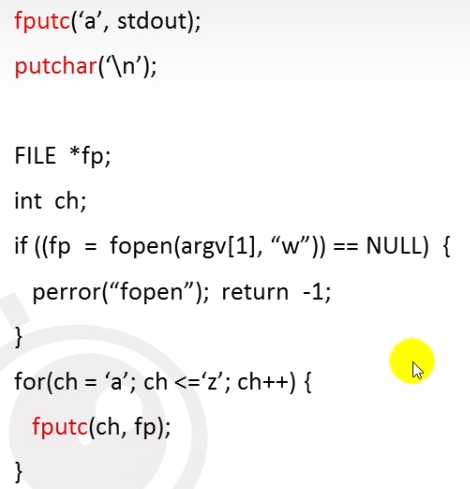 fputc(‘a’, stdout);
putchar(‘\n’);
FILE *fp;
int ch;
if ((fp = fopen(argv[1], “w”)) == NULL) {
perror(“fopen”); return -1;
}
for(ch = ‘a’; ch <=‘z’; ch++) {
fputc(ch, fp);
}